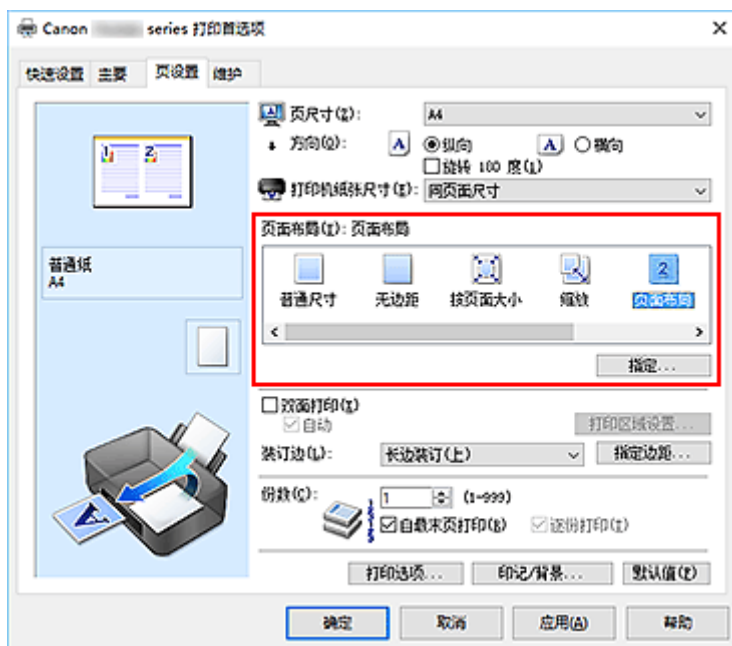 Canon series 打印首选项
快速设置 主要 页设置 维护
页尺寸(Z): A4
方向(O): A 纵向 A 横向
旋转 180 度(1)
打印机纸张尺寸(E): 同页面尺寸
页面布局(I): 页面布局
普通尺寸 无边距 按页面大小 缩放 页面布局
指定...
普通纸
A4
双面打印(X)
自动
打印区域设置...
装订边(L): 长边装订(上) 指定边距...
份数(C): 1 (1-999)
自最末页打印(R) 逐份打印(T)
打印选项... 印记/背景... 默认值(F)
确定 取消 应用(A) 帮助